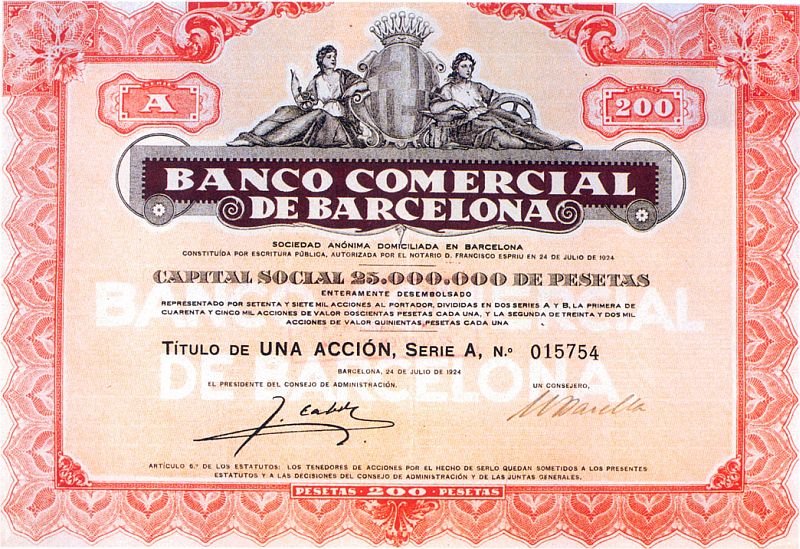 SERIE
A
PESETAS
200
BANCO COMERCIAL
DE BARCELONA
SOCIEDAD ANÓNIMA DOMICILIADA EN BARCELONA
CONSTITUÍDA POR ESCRITURA PÚBLICA, AUTORIZADA POR EL NOTARIO D. FRANCISCO ESPRIU EN 24 DE JULIO DE 1924
CAPITAL SOCIAL 25.000.000 DE PESETAS
ENTERAMENTE DESEMBOLSADO
REPRESENTADO POR SETENTA Y SIETE MIL ACCIONES AL PORTADOR, DIVIDIDAS EN DOS SERIES A Y B, LA PRIMERA DE
CUARENTA Y CINCO MIL ACCIONES DE VALOR DOSCIENTAS PESETAS CADA UNA, Y LA SEGUNDA DE TREINTA Y DOS MIL
ACCIONES DE VALOR QUINIENTAS PESETAS CADA UNA
BANCO COMERCIAL
DE BARCELONA
TÍTULO DE UNA ACCIÓN, SERIE A, N.º 015754
BARCELONA, 24 DE JULIO DE 1924
EL PRESIDENTE DEL CONSEJO DE ADMINISTRACIÓN.
UN CONSEJERO,
ARTÍCULO 6.º DE LOS ESTATUTOS: LOS TENEDORES DE ACCIONES POR EL HECHO DE SERLO QUEDAN SOMETIDOS A LOS PRESENTES
ESTATUTOS Y A LAS DECISIONES DEL CONSEJO DE ADMINISTRACIÓN Y DE LAS JUNTAS GENERALES.
PESETAS · 200 · PESETAS